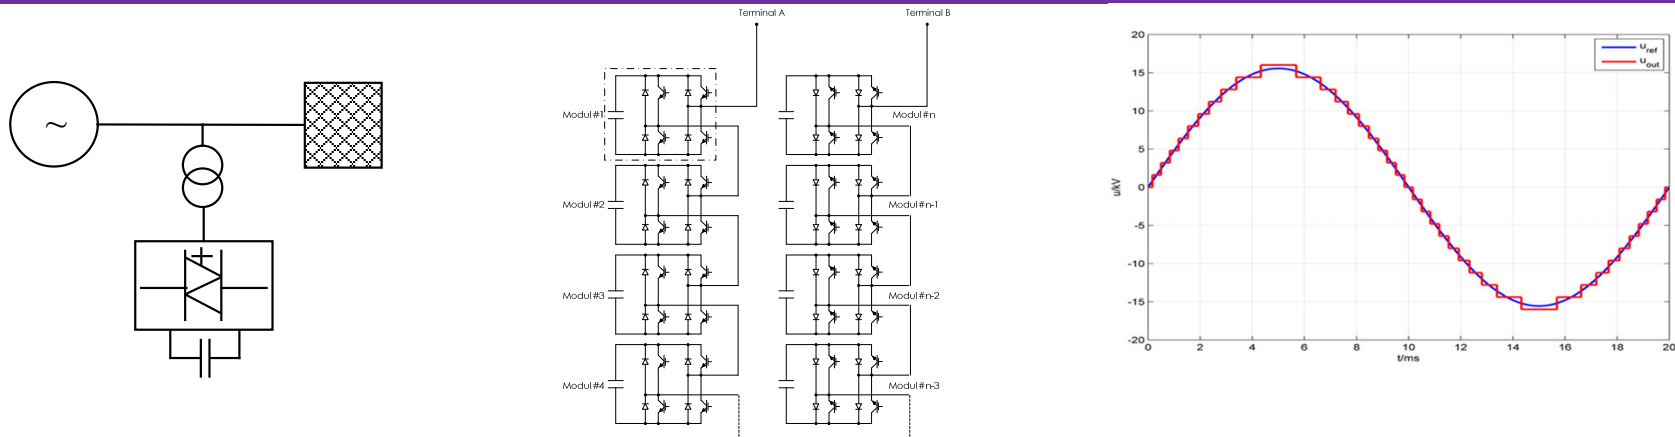 ~
Terminal A
Terminal B
Modul #1
Modul #n
Modul #2
Modul #n-1
Modul #3
Modul #n-2
Modul #4
Modul #n-3
u_ref
u_out
20
15
10
5
0
-5
-10
-15
-20
u/kV
0 2 4 6 8 10 12 14 16 18 20
t/ms